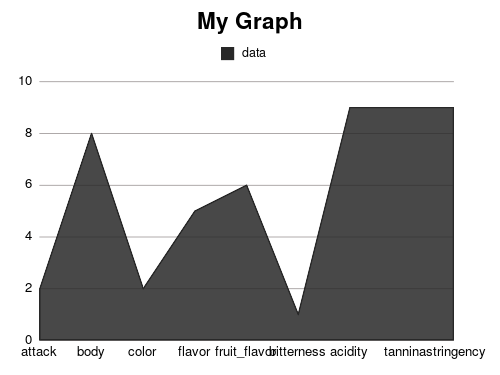 My Graph
data
10
8
6
4
2
0
attack body color flavor fruit_flavor bitterness acidity tannin astringency